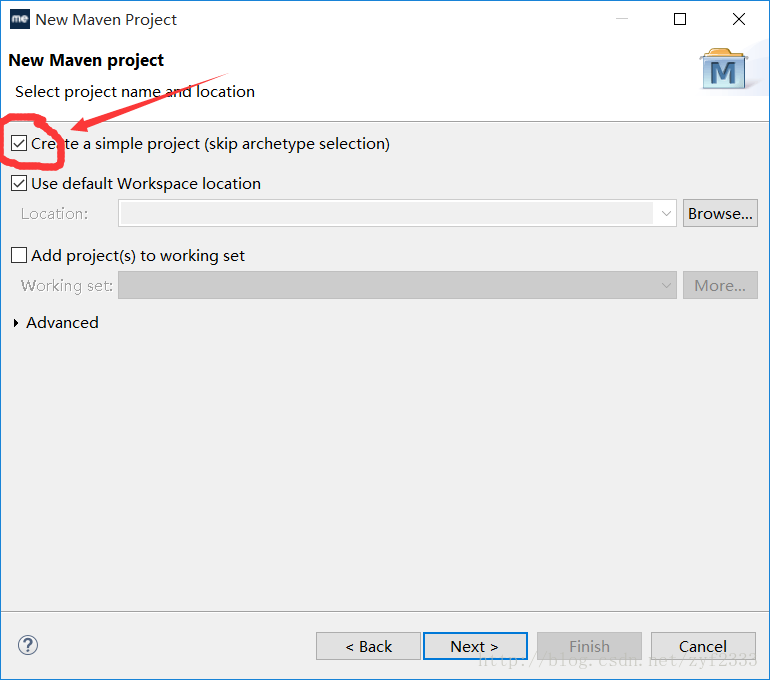 me New Maven Project
New Maven project
Select project name and location
M
Create a simple project (skip archetype selection)
Use default Workspace location
Location:
Browse...
Add project(s) to working set
Working set:
More...
Advanced
?
< Back
Next >
Finish
Cancel
http://blog.csdn.net/zyf2333